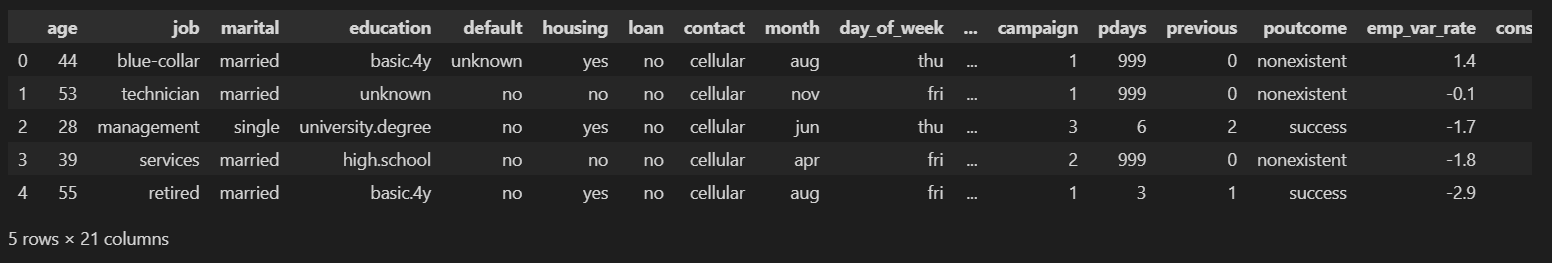 age job marital education default housing loan contact month day_of_week ... campaign pdays previous poutcome emp_var_rate cons
0 44 blue-collar married basic.4y unknown yes no cellular aug thu ... 1 999 0 nonexistent 1.4
1 53 technician married unknown no no no cellular nov fri ... 1 999 0 nonexistent -0.1
2 28 management single university.degree no yes no cellular jun thu ... 3 6 2 success -1.7
3 39 services married high.school no no no cellular apr fri ... 2 999 0 nonexistent -1.8
4 55 retired married basic.4y no yes no cellular aug fri ... 1 3 1 success -2.9
5 rows × 21 columns